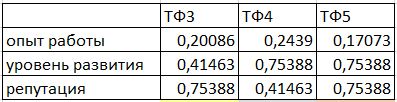 ТФ3 ТФ4 ТФ5
опыт работы 0,20086 0,2439 0,17073
уровень развития 0,41463 0,75388 0,75388
репутация 0,75388 0,41463 0,75388